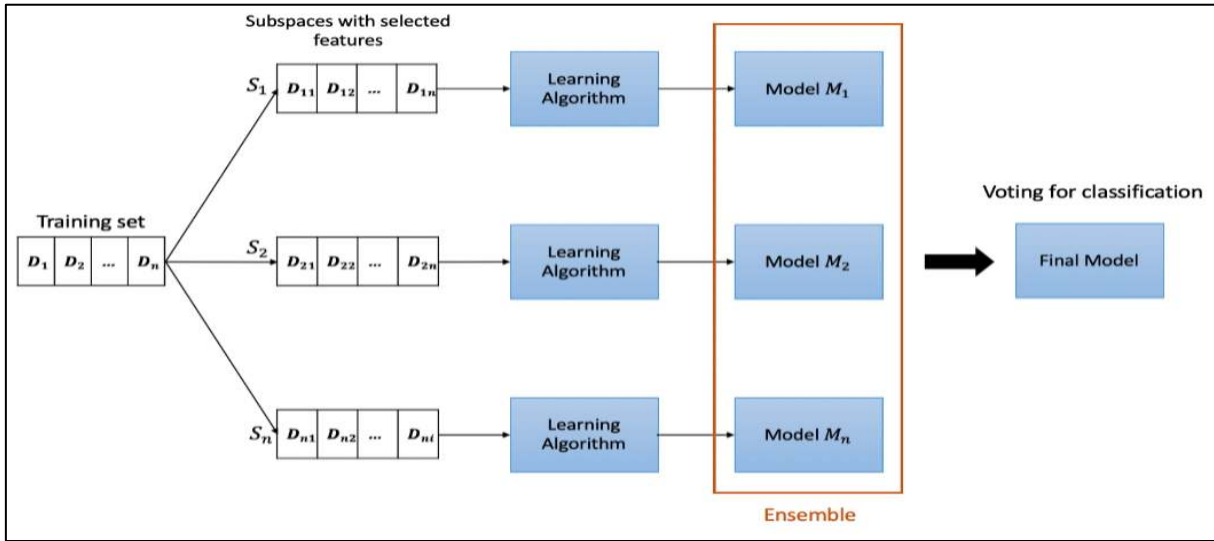 Subspaces with selected
features
S₁
D₁₁ D₁₂ ... D₁ₙ
Learning
Algorithm
Model M₁
Training set
D₁ D₂ ... Dₙ
S₂
D₂₁ D₂₂ ... D₂ₙ
Learning
Algorithm
Model M₂
Voting for classification
Final Model
Sₙ
Dₙ₁ Dₙ₂ ... Dₙᵢ
Learning
Algorithm
Model Mₙ
Ensemble